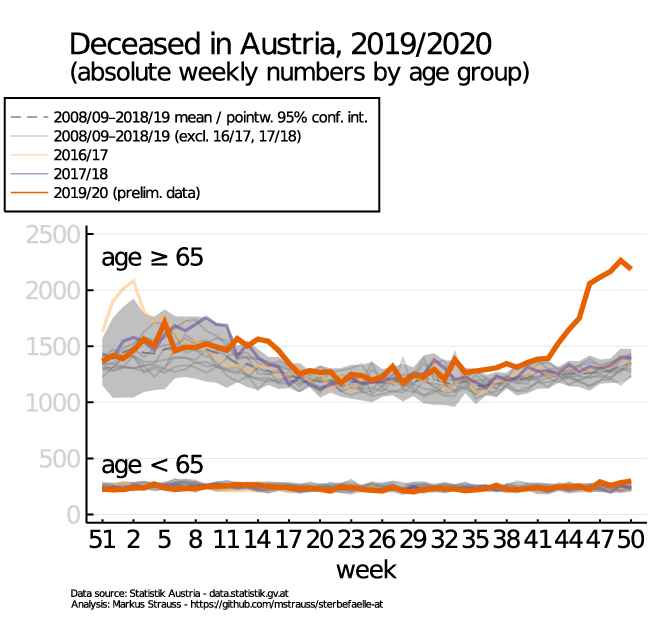 Deceased in Austria, 2019/2020
(absolute weekly numbers by age group)
2008/09–2018/19 mean / pointw. 95% conf. int.
2008/09–2018/19 (excl. 16/17, 17/18)
2016/17
2017/18
2019/20 (prelim. data)
2500
age ≥ 65
2000
1500
1000
500
age < 65
0
51 2 5 8 11 14 17 20 23 26 29 32 35 38 41 44 47 50
week
Data source: Statistik Austria - data.statistik.gv.at
Analysis: Markus Strauss - https://github.com/mstrauss/sterbefaelle-at